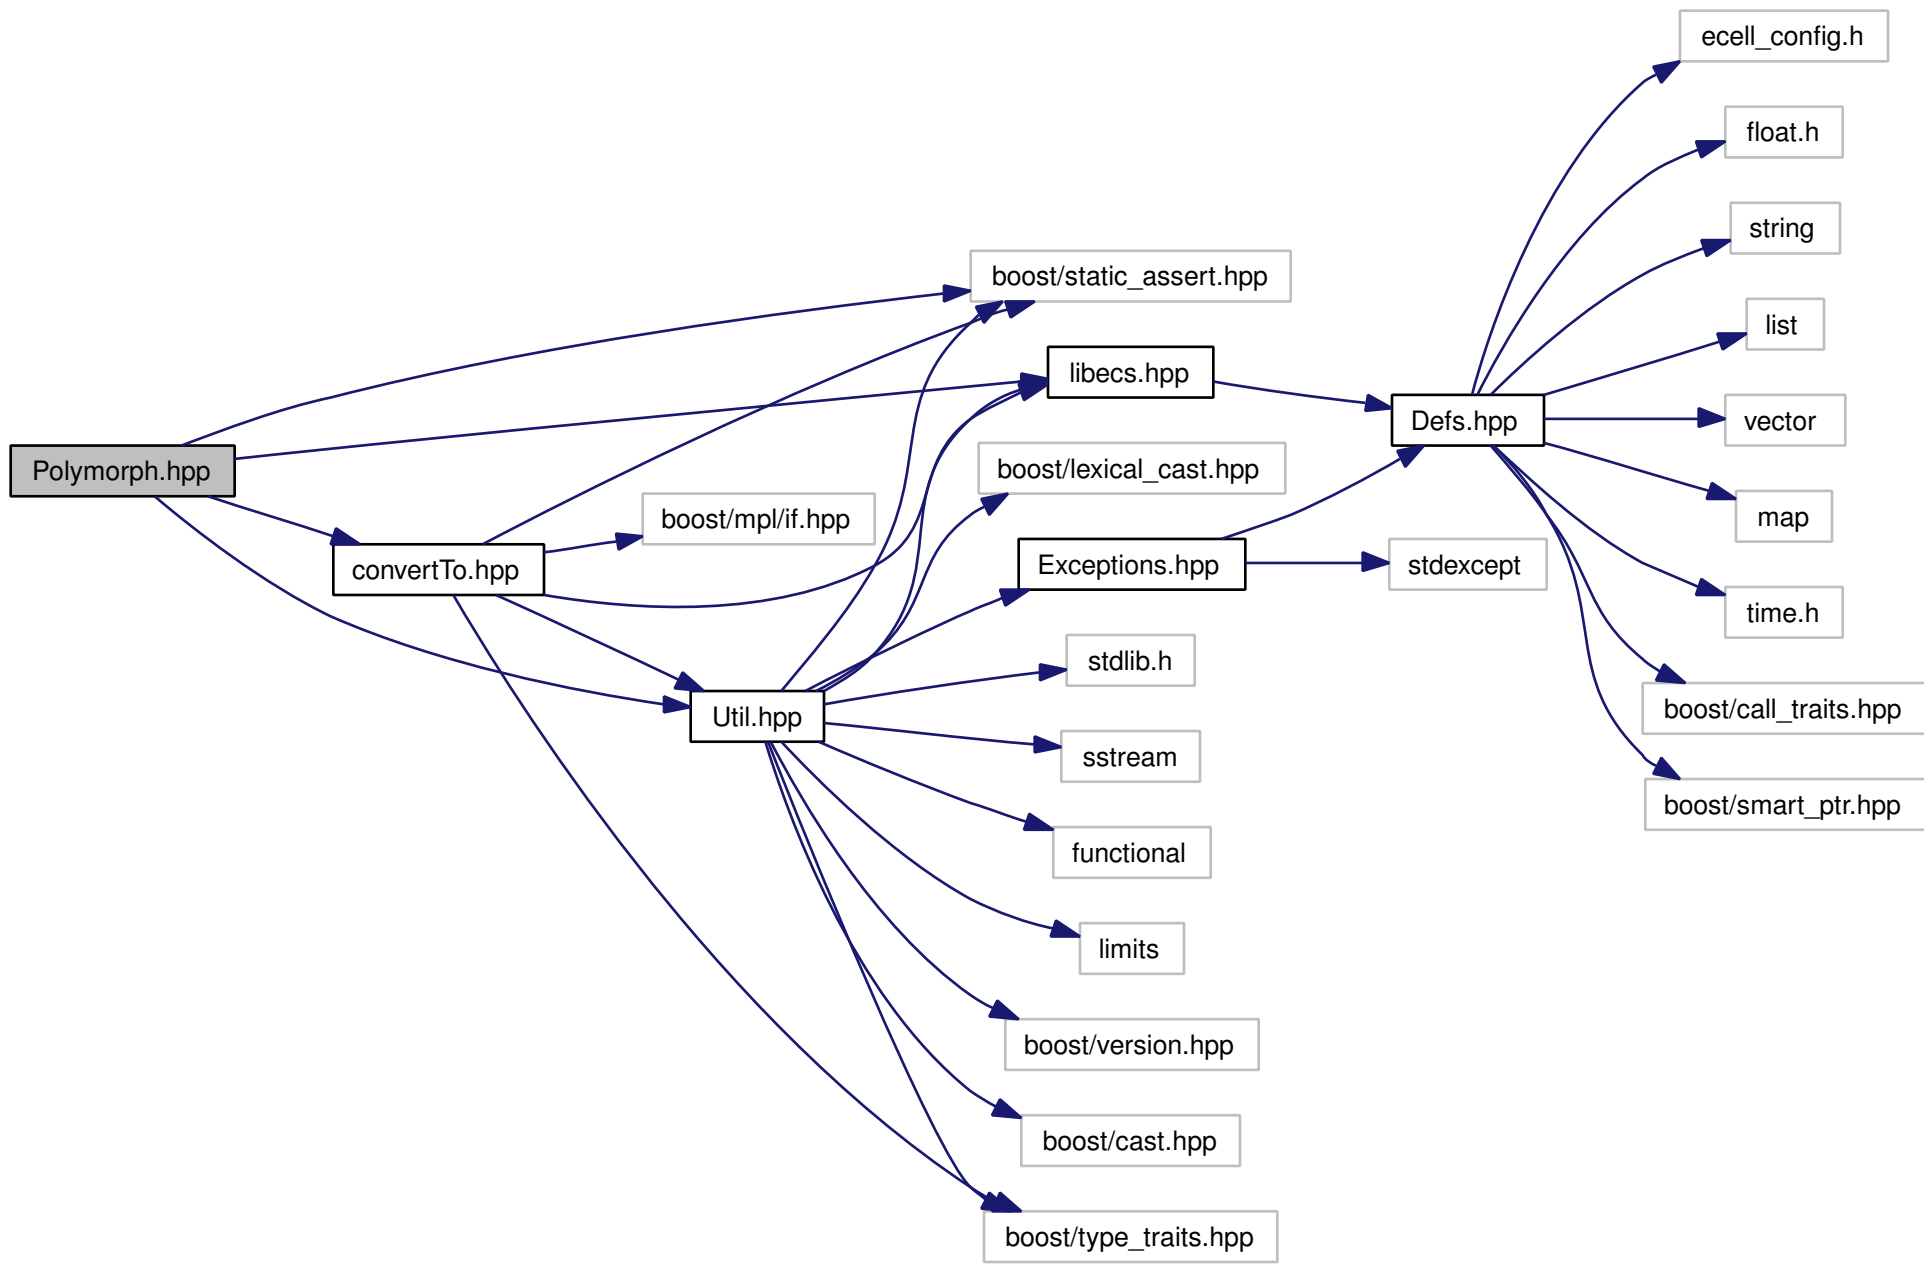 ecell_config.h
float.h
string
boost/static_assert.hpp
list
libecs.hpp
Defs.hpp
vector
Polymorph.hpp
boost/lexical_cast.hpp
boost/mpl/if.hpp
map
convertTo.hpp
Exceptions.hpp
stdexcept
time.h
stdlib.h
boost/call_traits.hpp
Util.hpp
sstream
boost/smart_ptr.hpp
functional
limits
boost/version.hpp
boost/cast.hpp
boost/type_traits.hpp